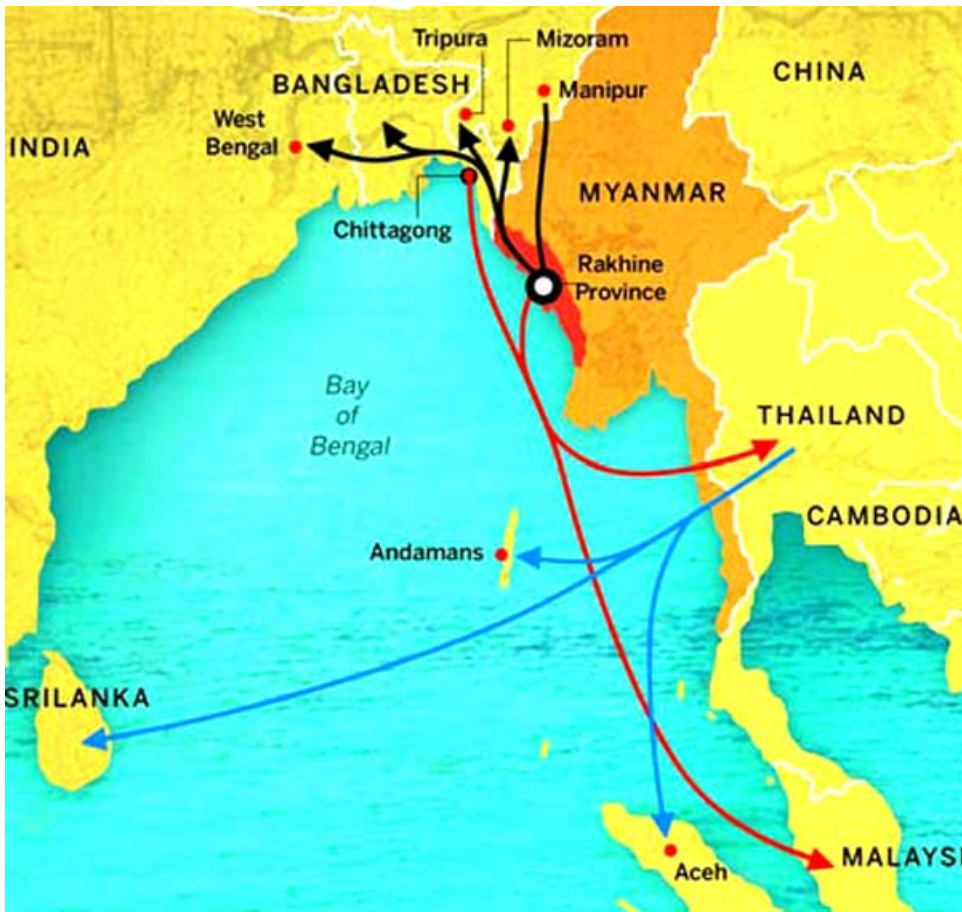 Tripura
Mizoram
CHINA
BANGLADESH
Manipur
West
Bengal
INDIA
MYANMAR
Chittagong
Rakhine
Province
Bay
of
Bengal
THAILAND
CAMBODIA
Andamans
SRILANKA
MALAYSI
Aceh